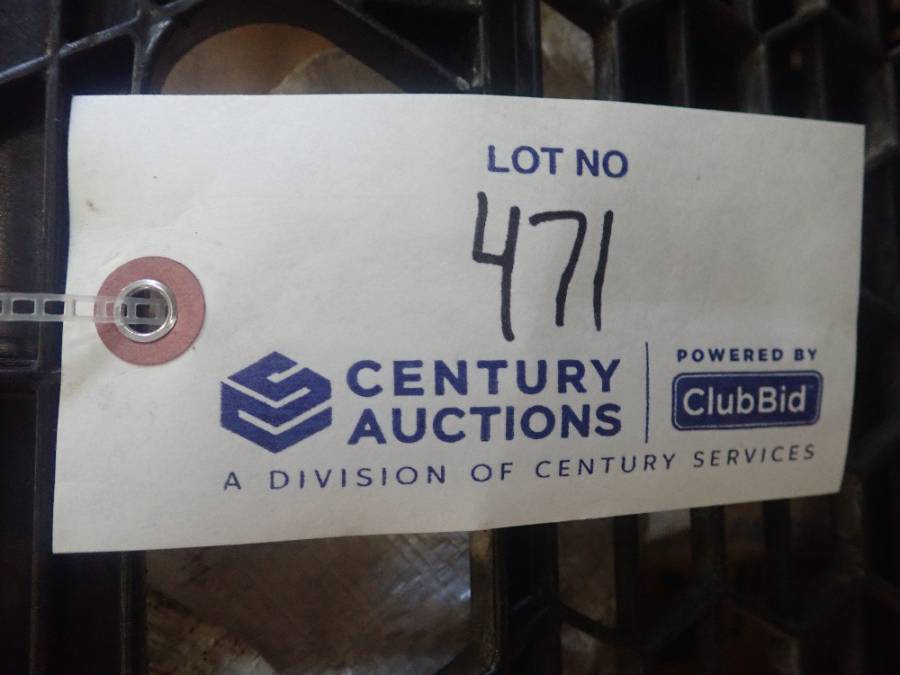 LOT NO
471
CENTURY
AUCTIONS
POWERED BY
ClubBid
A DIVISION OF CENTURY SERVICES